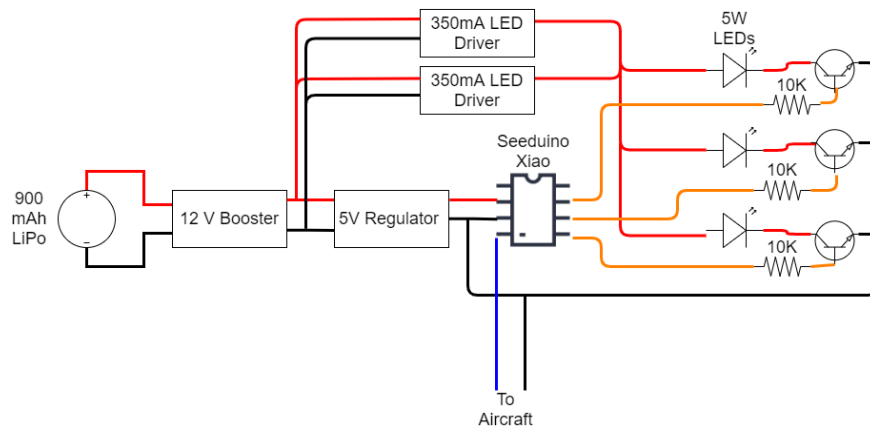 350mA LED
Driver
5W
LEDs
350mA LED
Driver
10K
Seeduino
Xiao
10K
900
mAh
LiPo
12 V Booster
5V Regulator
10K
To
Aircraft